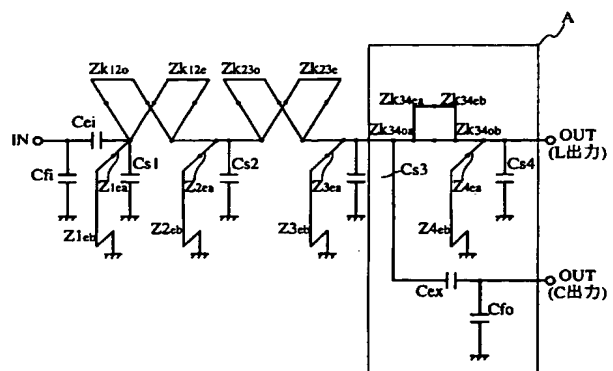 A
Zk12o Zk12e Zk23o Zk23e
Zk34ea Zk34eb
Cei
Zk34oa Zk34ob
IN
OUT
(L出力)
Cfi
Cs1
Cs2
Cs3
Cs4
Z1ea
Z2ea
Z3ea
Z4ea
Z1eb
Z2eb
Z3eb
Z4eb
OUT
(C出力)
Cex
Cfo